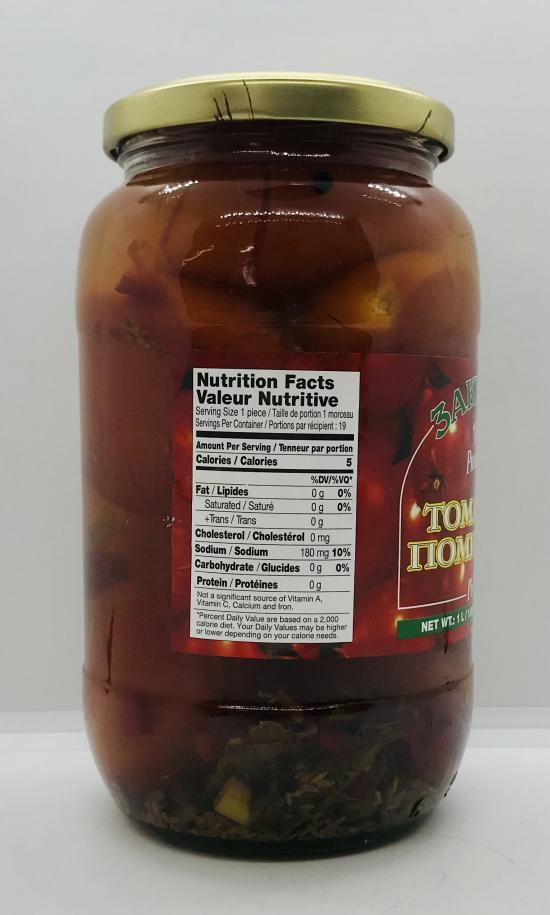 Nutrition Facts
Valeur Nutritive
Serving Size 1 piece / Taille de portion 1 morceau
Servings Per Container / Portions par récipient : 19
Amount Per Serving / Tenneur par portion
Calories / Calories 5
%DV/%VQ*
Fat / Lipides 0 g 0%
Saturated / Saturé 0 g 0%
+Trans / Trans 0 g
Cholesterol / Cholestérol 0 mg
Sodium / Sodium 180 mg 10%
Carbohydrate / Glucides 0 g 0%
Protein / Protéines 0 g
Not a significant source of Vitamin A,
Vitamin C, Calcium and Iron.
*Percent Daily Value are based on a 2,000
calorie diet. Your Daily Values may be higher
or lower depending on your calorie needs.
ЗАК
ТОМ
ПОМ
NET WT.: 1 L